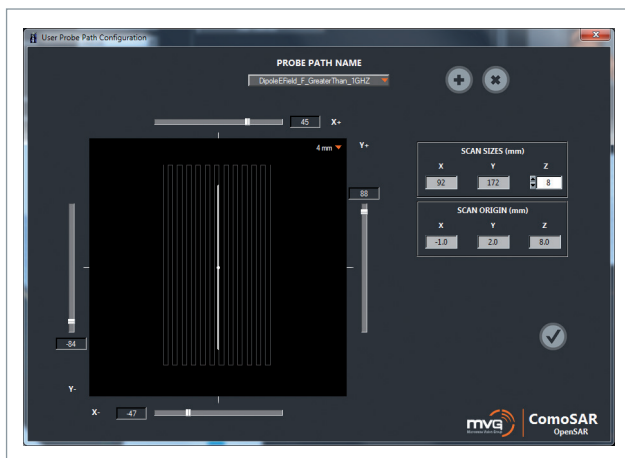 User Probe Path Configuration
PROBE PATH NAME
DipoleEField_F_GreaterThan_1GHZ
45 X+
4 mm Y+
88
SCAN SIZES (mm)
X Y Z
92 172 8
SCAN ORIGIN (mm)
X Y Z
-1.0 2.0 8.0
-84
Y-
X- -47
mvg
ComoSAR
OpenSAR